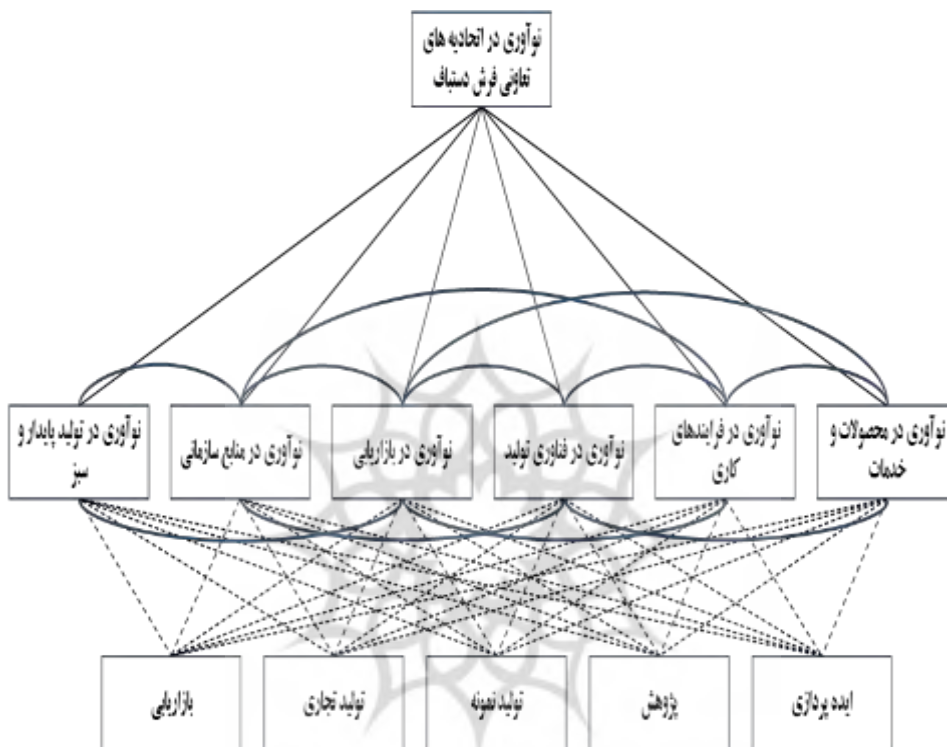 نوآوری در اتحادیه های
تعاونی فرش دستباف
نوآوری در محصولات و
خدمات
نوآوری در فرایندهای
کاری
نوآوری در فناوری تولید
نوآوری در بازاریابی
نوآوری در منابع سازمانی
نوآوری در تولید پایدار و
سبز
ایده پردازی
پژوهش
تولید نمونه
تولید تجاری
بازاریابی